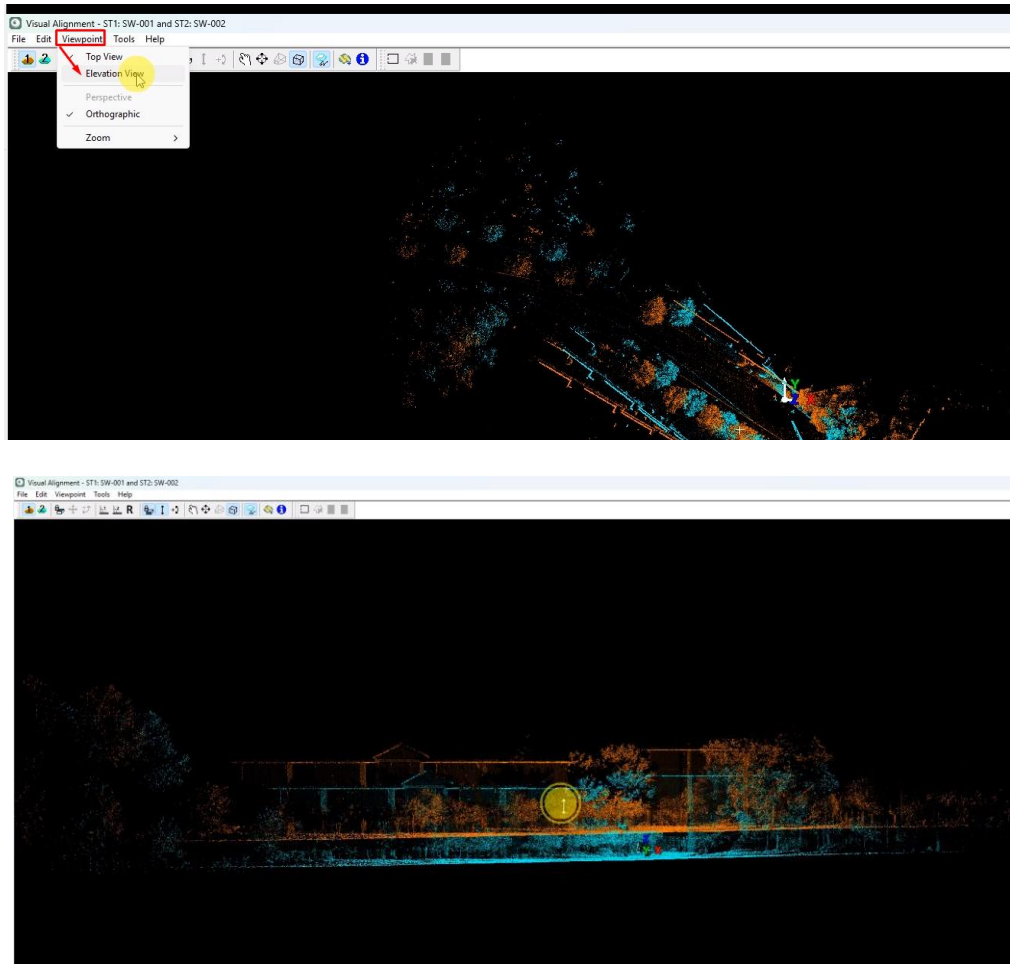 Visual Alignment - ST1: SW-001 and ST2: SW-002
File Edit Viewpoint Tools Help
✓ Top View
Elevation View
Perspective
✓ Orthographic
Zoom >
Y
Visual Alignment - ST1: SW-001 and ST2: SW-002
File Edit Viewpoint Tools Help
R